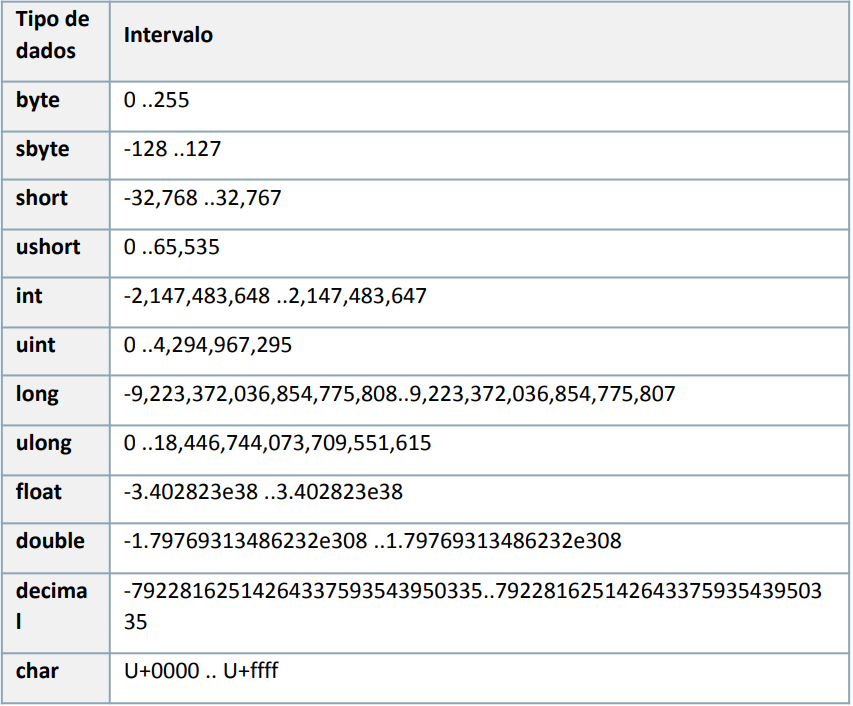 Tipo de
dados
Intervalo
byte
0 ..255
sbyte
-128 ..127
short
-32,768 ..32,767
ushort
0 ..65,535
int
-2,147,483,648 ..2,147,483,647
uint
0 ..4,294,967,295
long
-9,223,372,036,854,775,808..9,223,372,036,854,775,807
ulong
0 ..18,446,744,073,709,551,615
float
-3.402823e38 ..3.402823e38
double
-1.79769313486232e308 ..1.79769313486232e308
decima
l
-79228162514264337593543950335..792281625142643375935439503
35
char
U+0000 .. U+ffff